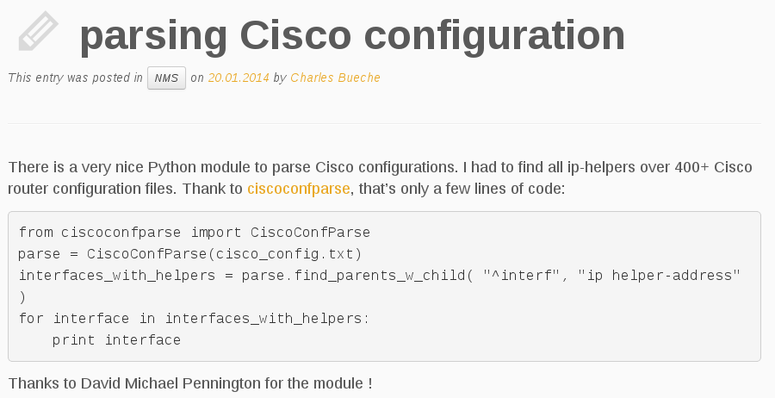 parsing Cisco configuration
This entry was posted in NMS on 20.01.2014 by Charles Bueche
There is a very nice Python module to parse Cisco configurations. I had to find all ip-helpers over 400+ Cisco
router configuration files. Thank to ciscoconfparse, that's only a few lines of code:
from ciscoconfparse import CiscoConfParse
parse = CiscoConfParse(cisco_config.txt)
interfaces_with_helpers = parse.find_parents_w_child( "^interf", "ip helper-address"
)
for interface in interfaces_with_helpers:
    print interface
Thanks to David Michael Pennington for the module !